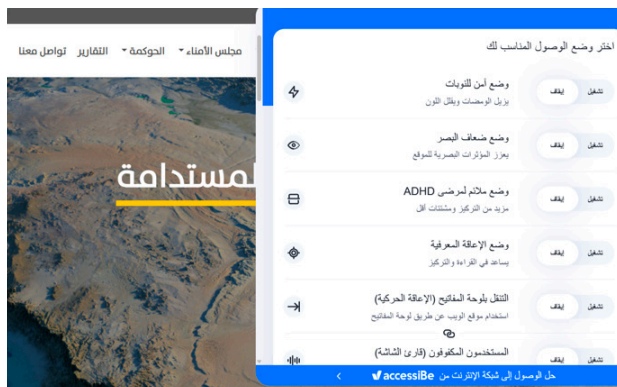 اختر وضع الوصول المناسب لك
وضع آمن للنوبات
يزيل الومضات ويقلل اللون
تشغيل إيقاف
وضع ضعاف البصر
يعزز المؤثرات البصرية للموقع
تشغيل إيقاف
وضع ملائم لمرضى ADHD
مزيد من التركيز ومشتتات أقل
تشغيل إيقاف
وضع الإعاقة المعرفية
يساعد في القراءة والتركيز
تشغيل إيقاف
التنقل بلوحة المفاتيح (الإعاقة الحركية)
استخدام موقع الويب عن طريق لوحة المفاتيح
تشغيل إيقاف
المستخدمون المكفوفون (قارئ الشاشة)
تشغيل إيقاف
حل الوصول إلى شبكة الإنترنت من accessiBe
مجلس الأمناء الحوكمة التقارير تواصل معنا
لمستدامة